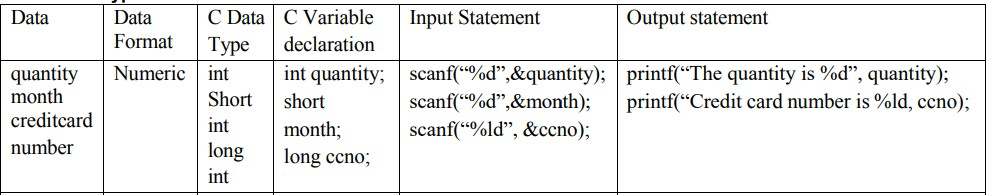 Data
Data Format
C Data Type
C Variable declaration
Input Statement
Output statement
quantity
month
creditcard
number
Numeric
int
Short
int
long
int
int quantity;
short
month;
long ccno;
scanf(“%d”,&quantity);
scanf(“%d”,&month);
scanf(“%ld”, &ccno);
printf(“The quantity is %d”, quantity);
printf(“Credit card number is %ld, ccno);